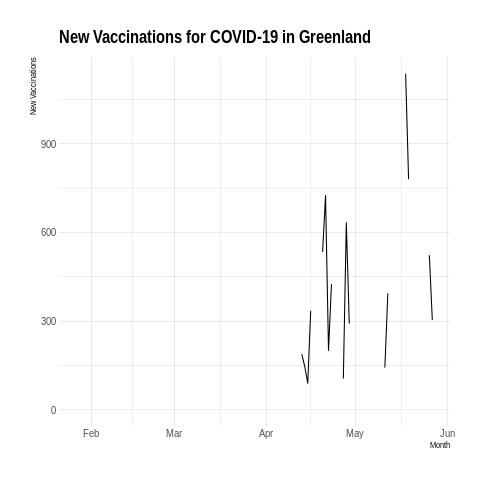 New Vaccinations for COVID-19 in Greenland
New Vaccinations
900
600
300
0
Feb Mar Apr May Jun
Month